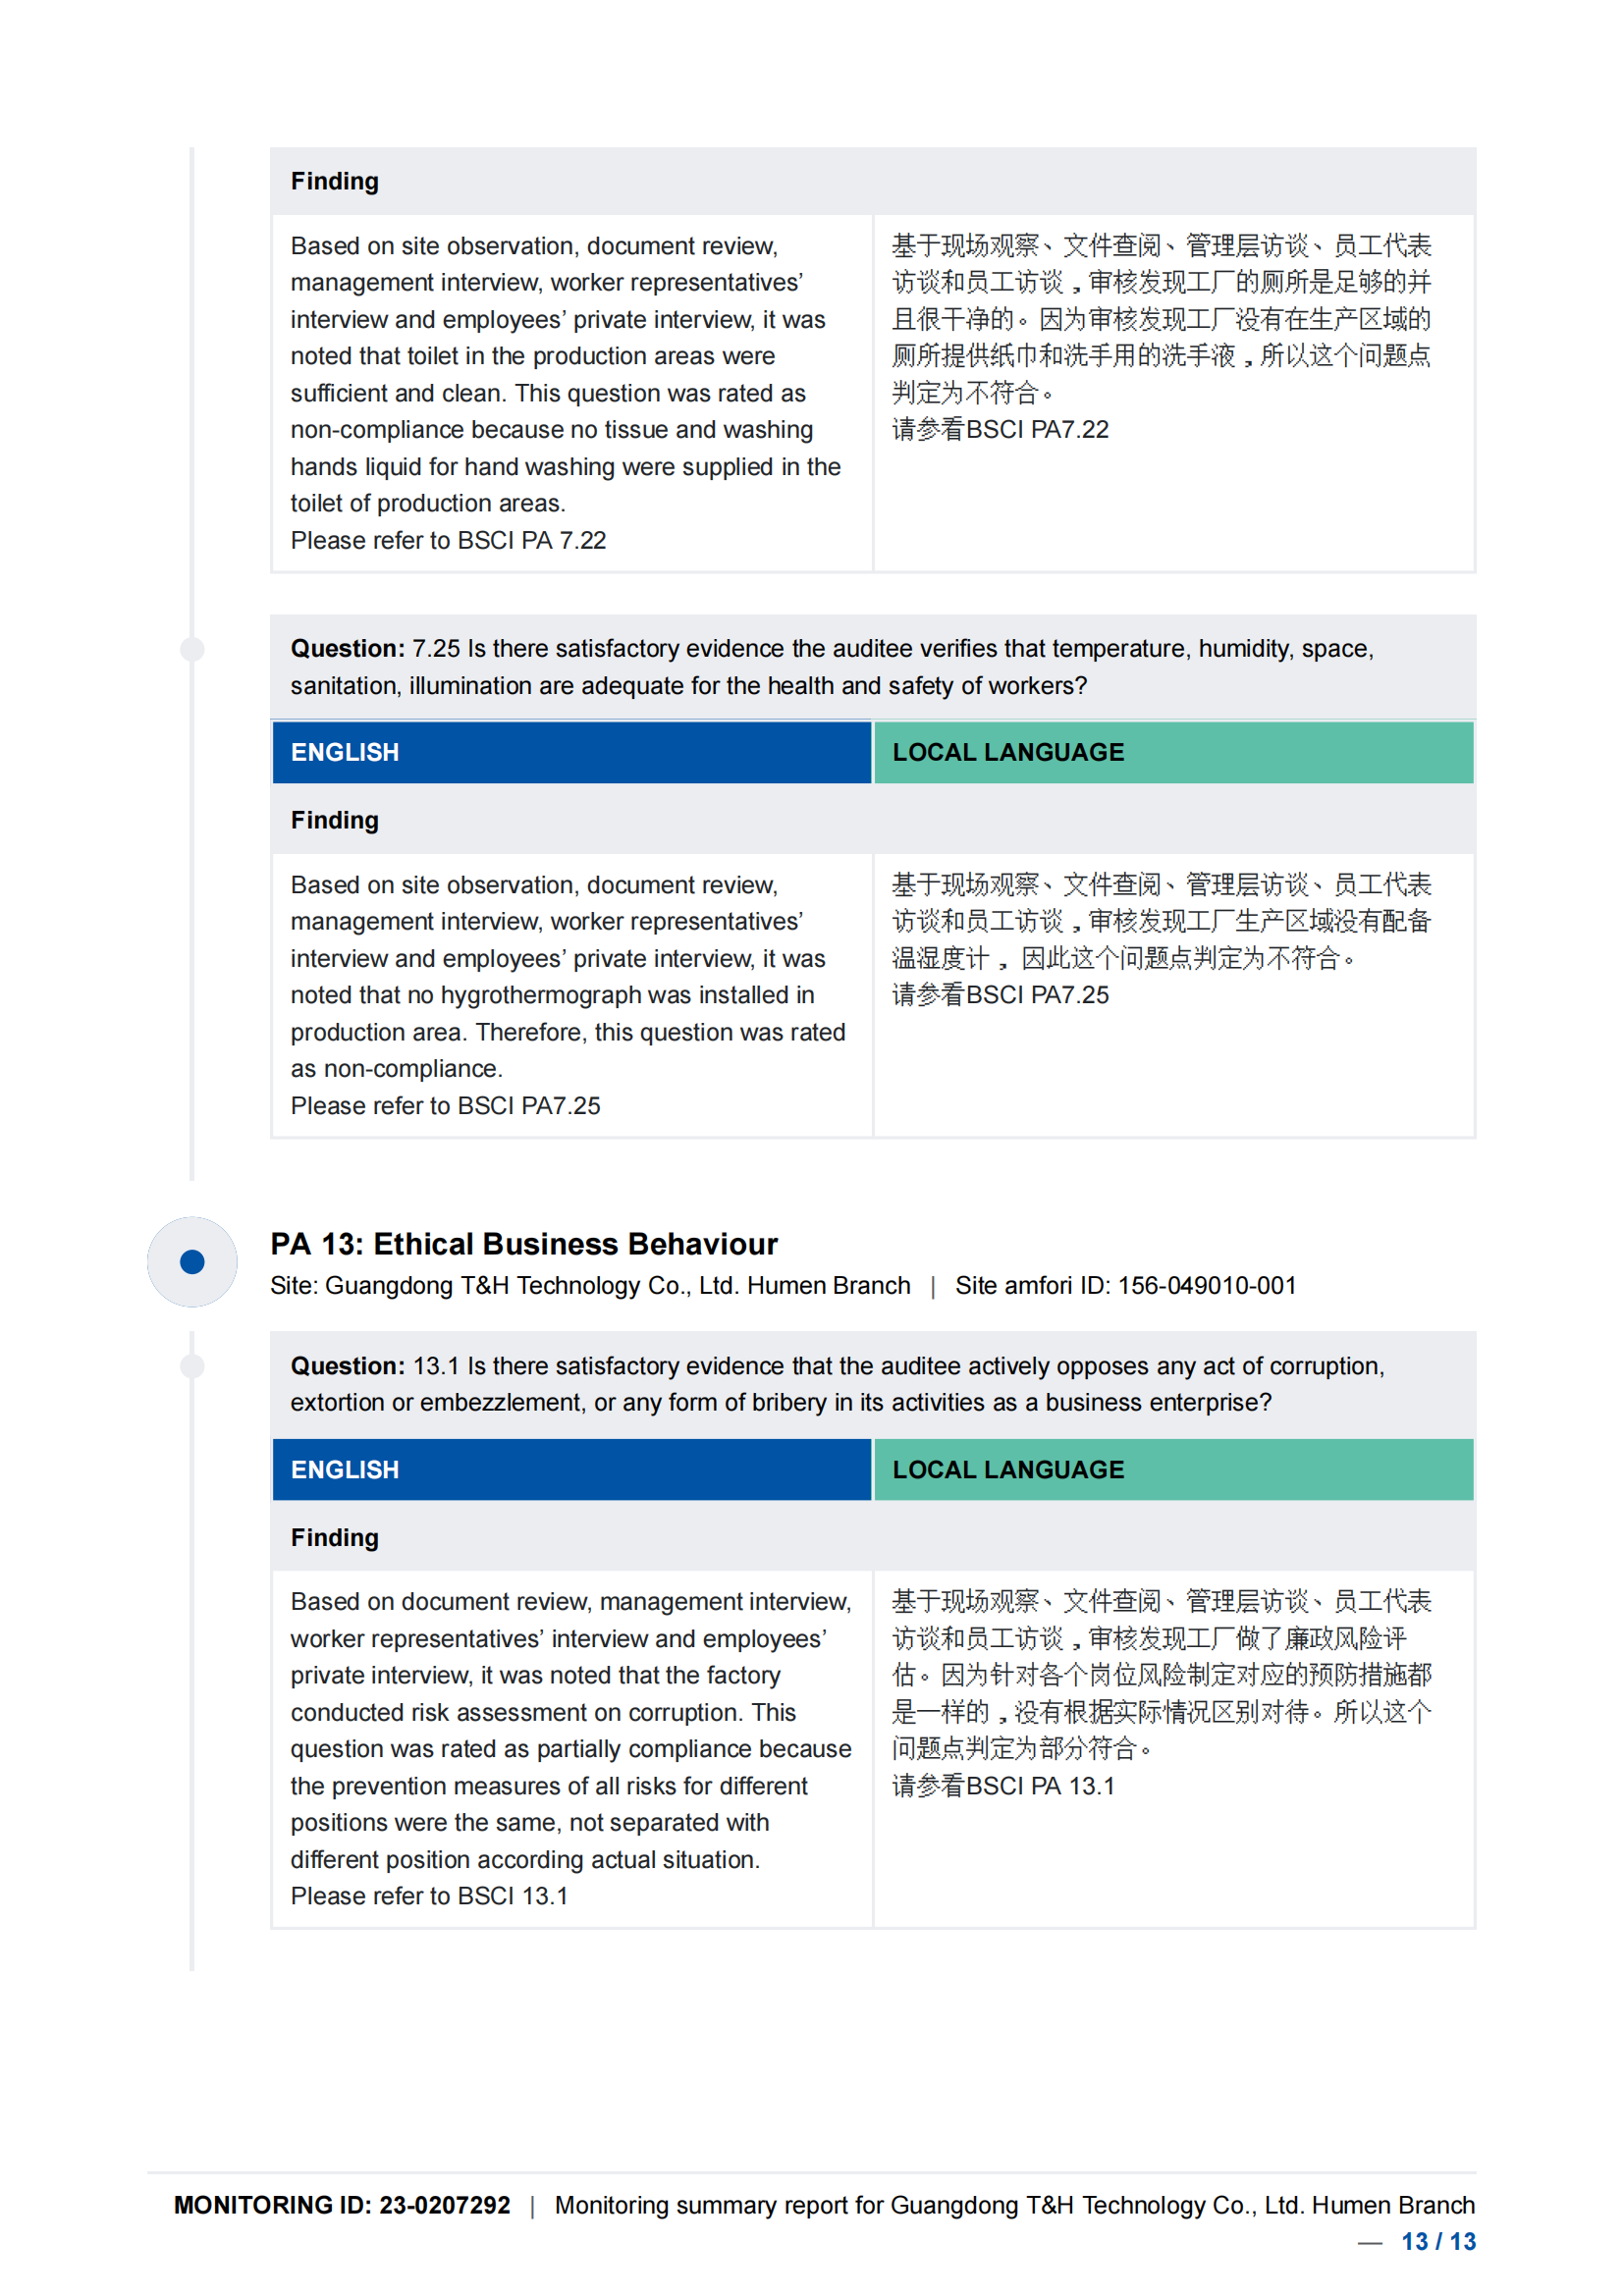 Finding
Based on site observation, document review,
management interview, worker representatives’
interview and employees’ private interview, it was
noted that toilet in the production areas were
sufficient and clean. This question was rated as
non-compliance because no tissue and washing
hands liquid for hand washing were supplied in the
toilet of production areas.
Please refer to BSCI PA 7.22
基于现场观察、文件查阅、管理层访谈、员工代表
访谈和员工访谈，审核发现工厂的厕所是足够的并
且很干净的。因为审核发现工厂没有在生产区域的
厕所提供纸巾和洗手用的洗手液，所以这个问题点
判定为不符合。
请参看BSCI PA7.22
Question: 7.25 Is there satisfactory evidence the auditee verifies that temperature, humidity, space,
sanitation, illumination are adequate for the health and safety of workers?
ENGLISH
LOCAL LANGUAGE
Finding
Based on site observation, document review,
management interview, worker representatives’
interview and employees’ private interview, it was
noted that no hygrothermograph was installed in
production area. Therefore, this question was rated
as non-compliance.
Please refer to BSCI PA7.25
基于现场观察、文件查阅、管理层访谈、员工代表
访谈和员工访谈，审核发现工厂生产区域没有配备
温湿度计， 因此这个问题点判定为不符合。
请参看BSCI PA7.25
PA 13: Ethical Business Behaviour
Site: Guangdong T&H Technology Co., Ltd. Humen Branch | Site amfori ID: 156-049010-001
Question: 13.1 Is there satisfactory evidence that the auditee actively opposes any act of corruption,
extortion or embezzlement, or any form of bribery in its activities as a business enterprise?
ENGLISH
LOCAL LANGUAGE
Finding
Based on document review, management interview,
worker representatives’ interview and employees’
private interview, it was noted that the factory
conducted risk assessment on corruption. This
question was rated as partially compliance because
the prevention measures of all risks for different
positions were the same, not separated with
different position according actual situation.
Please refer to BSCI 13.1
基于现场观察、文件查阅、管理层访谈、员工代表
访谈和员工访谈，审核发现工厂做了廉政风险评
估。因为针对各个岗位风险制定对应的预防措施都
是一样的，没有根据实际情况区别对待。所以这个
问题点判定为部分符合。
请参看BSCI PA 13.1
MONITORING ID: 23-0207292 | Monitoring summary report for Guangdong T&H Technology Co., Ltd. Humen Branch
— 13 / 13